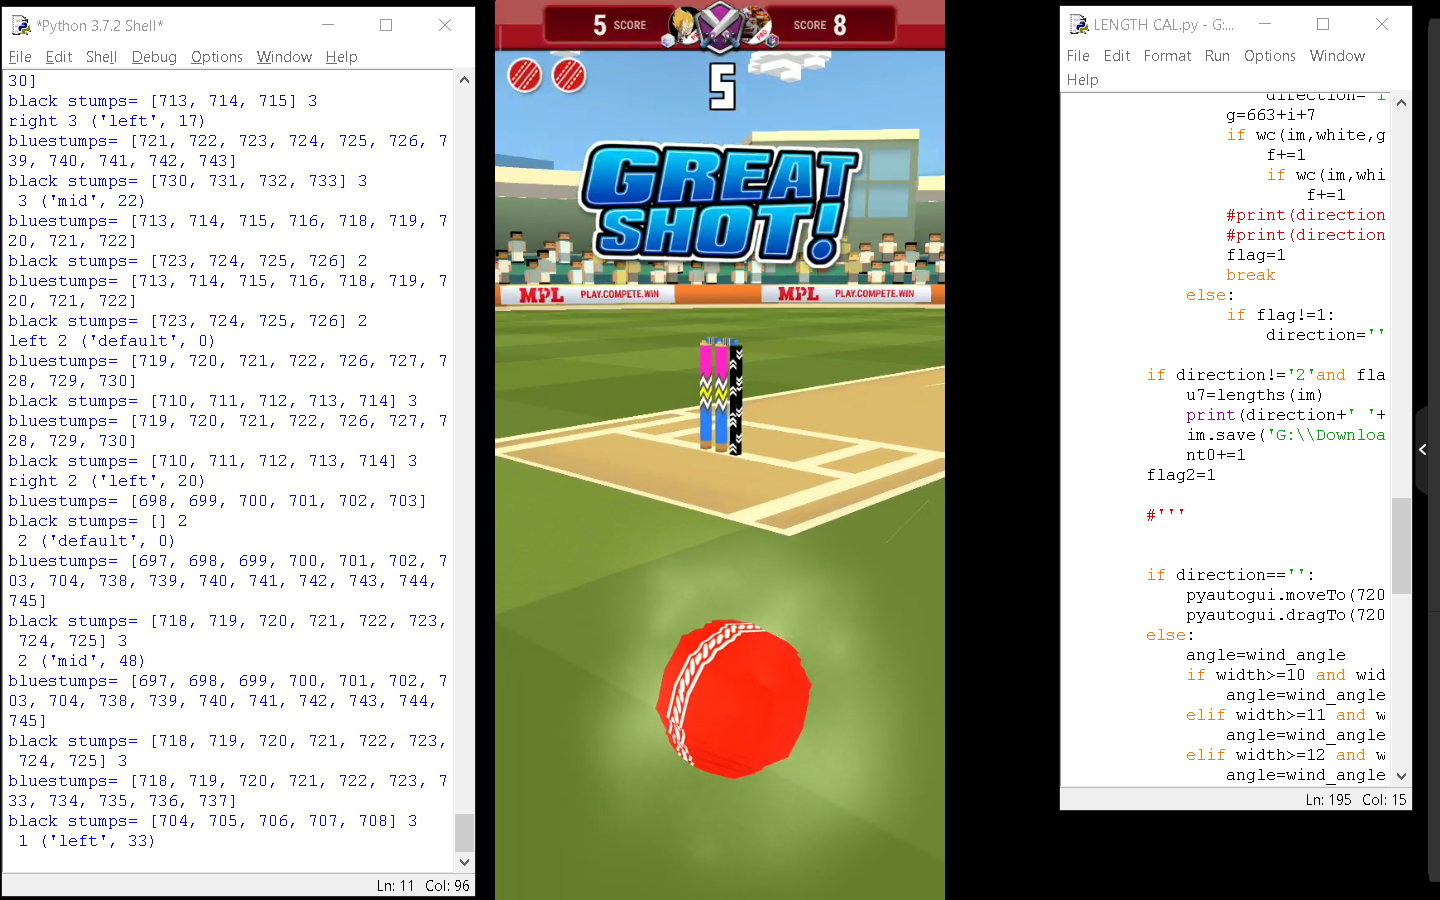 *Python 3.7.2 Shell*
File Edit Shell Debug Options Window Help
30]
black stumps= [713, 714, 715] 3
right 3 ('left', 17)
bluestumps= [721, 722, 723, 724, 725, 726, 7
39, 740, 741, 742, 743]
black stumps= [730, 731, 732, 733] 3
 3 ('mid', 22)
bluestumps= [713, 714, 715, 716, 718, 719, 7
20, 721, 722]
black stumps= [723, 724, 725, 726] 2
bluestumps= [713, 714, 715, 716, 718, 719, 7
20, 721, 722]
black stumps= [723, 724, 725, 726] 2
left 2 ('default', 0)
bluestumps= [719, 720, 721, 722, 726, 727, 7
28, 729, 730]
black stumps= [710, 711, 712, 713, 714] 3
bluestumps= [719, 720, 721, 722, 726, 727, 7
28, 729, 730]
black stumps= [710, 711, 712, 713, 714] 3
right 2 ('left', 20)
bluestumps= [698, 699, 700, 701, 702, 703]
black stumps= [] 2
 2 ('default', 0)
bluestumps= [697, 698, 699, 700, 701, 702, 7
03, 704, 738, 739, 740, 741, 742, 743, 744,
745]
black stumps= [718, 719, 720, 721, 722, 723,
 724, 725] 3
 2 ('mid', 48)
bluestumps= [697, 698, 699, 700, 701, 702, 7
03, 704, 738, 739, 740, 741, 742, 743, 744,
745]
black stumps= [718, 719, 720, 721, 722, 723,
 724, 725] 3
bluestumps= [718, 719, 720, 721, 722, 723, 7
33, 734, 735, 736, 737]
black stumps= [704, 705, 706, 707, 708] 3
 1 ('left', 33)
Ln: 11 Col: 96
5 SCORE SCORE 8
5
GREAT
SHOT!
MPL PLAY.COMPETE.WIN MPL PLAY.COMPETE.WIN
LENGTH CAL.py - G:...
File Edit Format Run Options Window
Help
direction='1
g=663+i+7
if wc(im,white,g
f+=1
if wc(im,whi
f+=1
#print(direction
#print(direction
flag=1
break
else:
if flag!=1:
direction=''
if direction!='2'and fla
u7=lengths(im)
print(direction+' '+
im.save('G:\\Downloa
nt0+=1
flag2=1
#'''
if direction=='':
pyautogui.moveTo(720
pyautogui.dragTo(720
else:
angle=wind_angle
if width>=10 and wid
angle=wind_angle
elif width>=11 and w
angle=wind_angle
elif width>=12 and w
angle=wind_angle
Ln: 195 Col: 15